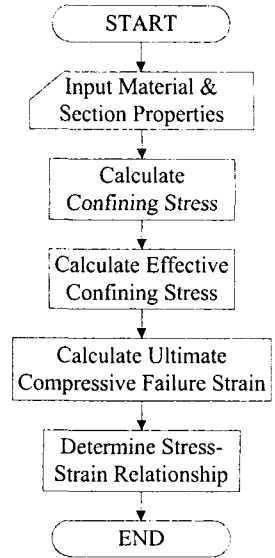 START
Input Material &
Section Properties
Calculate
Confining Stress
Calculate Effective
Confining Stress
Calculate Ultimate
Compressive Failure Strain
Determine Stress-
Strain Relationship
END